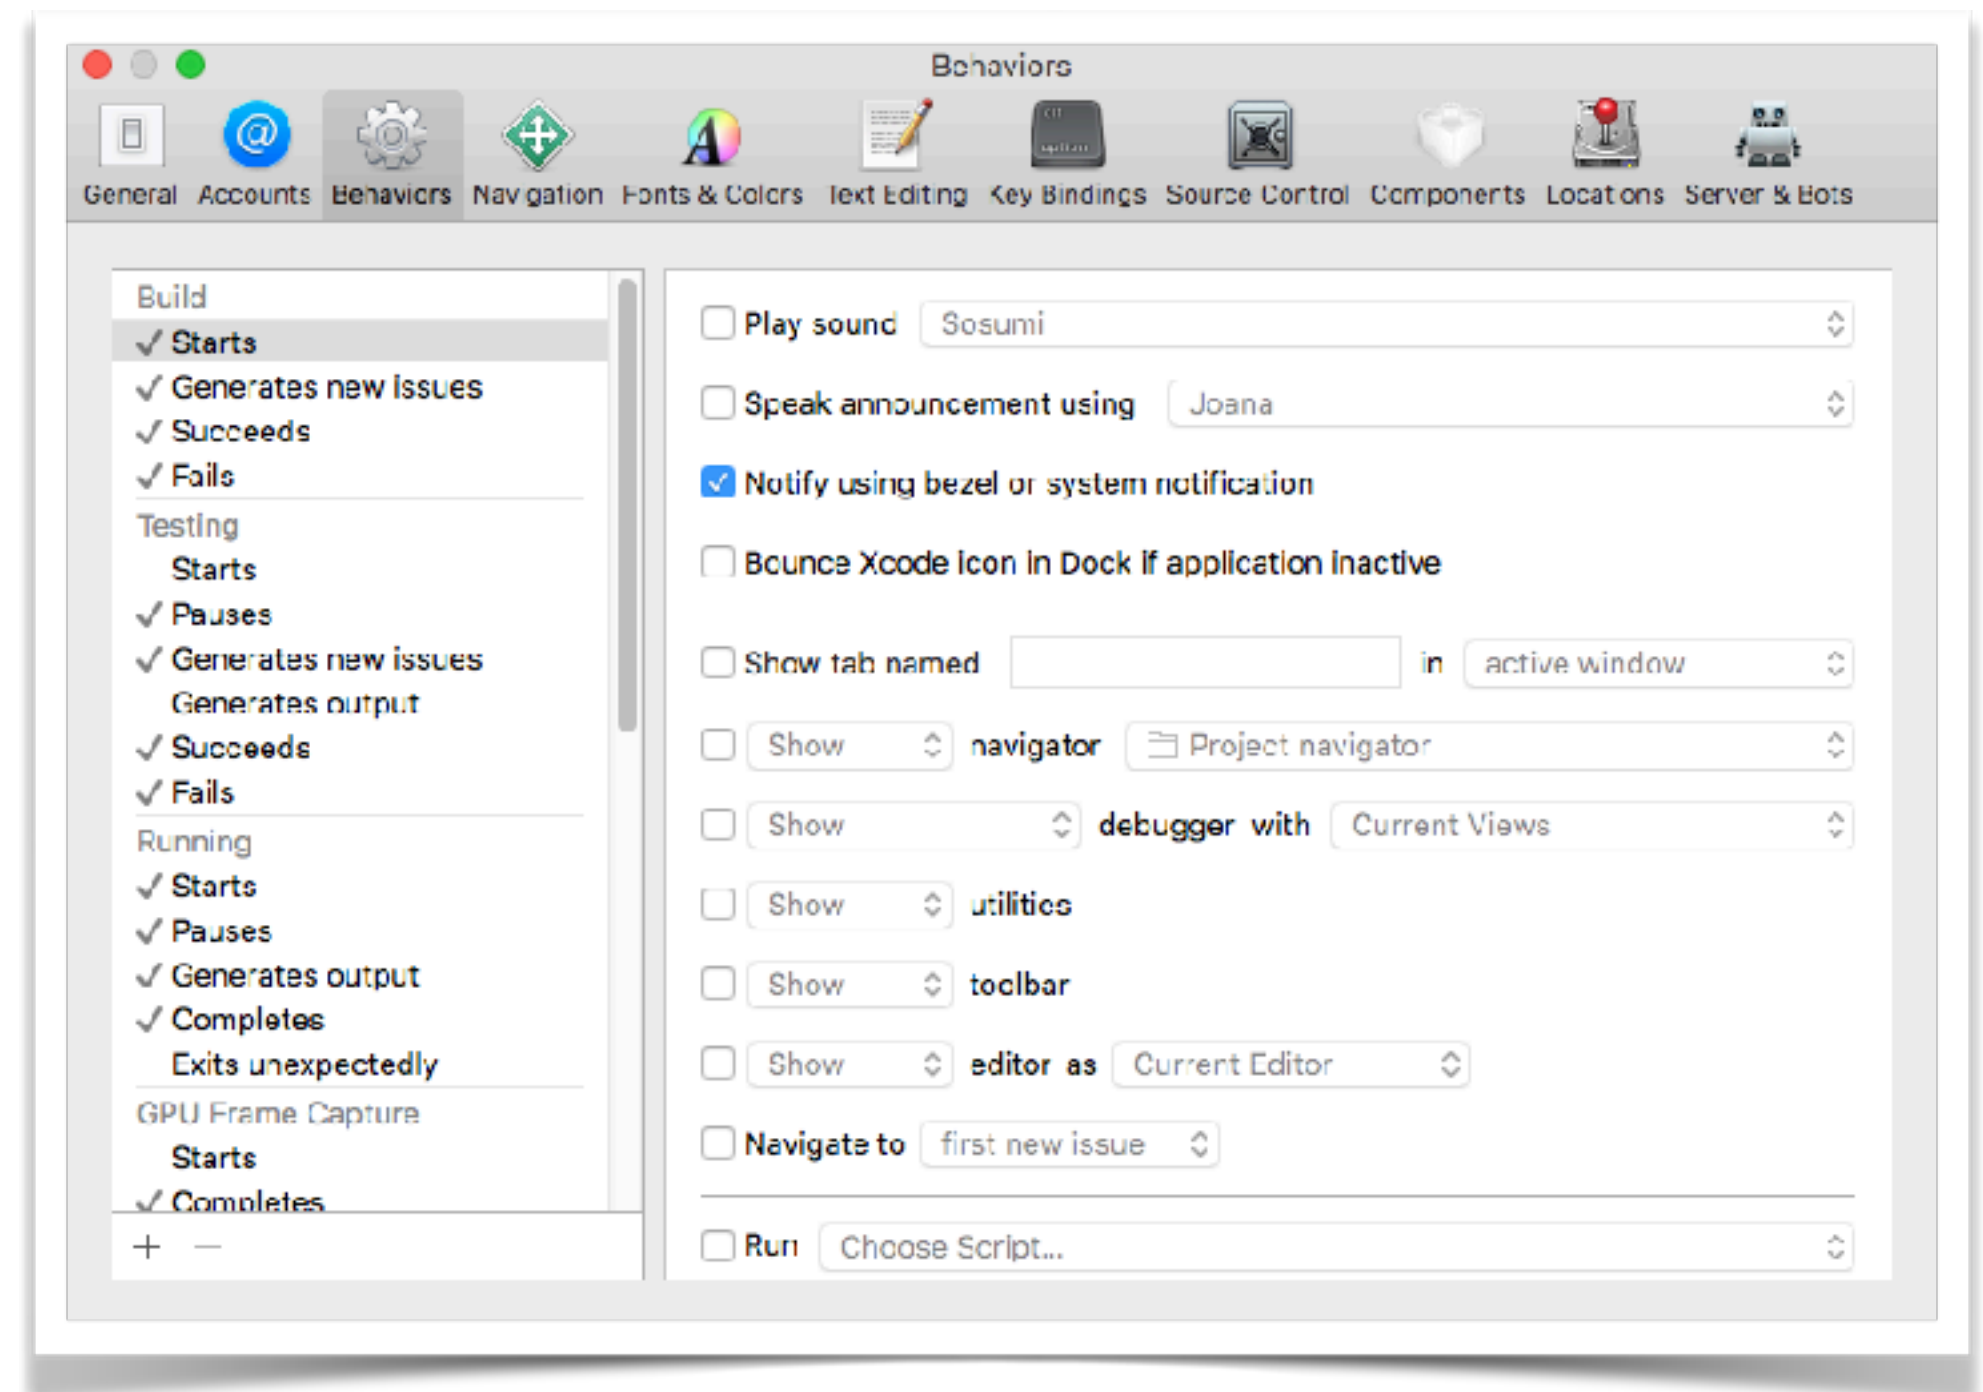 Behaviors
General Accounts Behaviors Navigation Fonts & Colors Text Editing Key Bindings Source Control Components Locations Server & Bots
Build
Starts
Generates new issues
Succeeds
Fails
Testing
Starts
Pauses
Generates new issues
Generates output
Succeeds
Fails
Running
Starts
Pauses
Generates output
Completes
Exits unexpectedly
GPU Frame Capture
Starts
Completes
Play sound Sosumi
Speak announcement using Joana
Notify using bezel or system notification
Bounce Xcode icon in Dock if application inactive
Show tab named in active window
Show navigator Project navigator
Show debugger with Current Views
Show utilities
Show toolbar
Show editor as Current Editor
Navigate to first new issue
Run Choose Script...